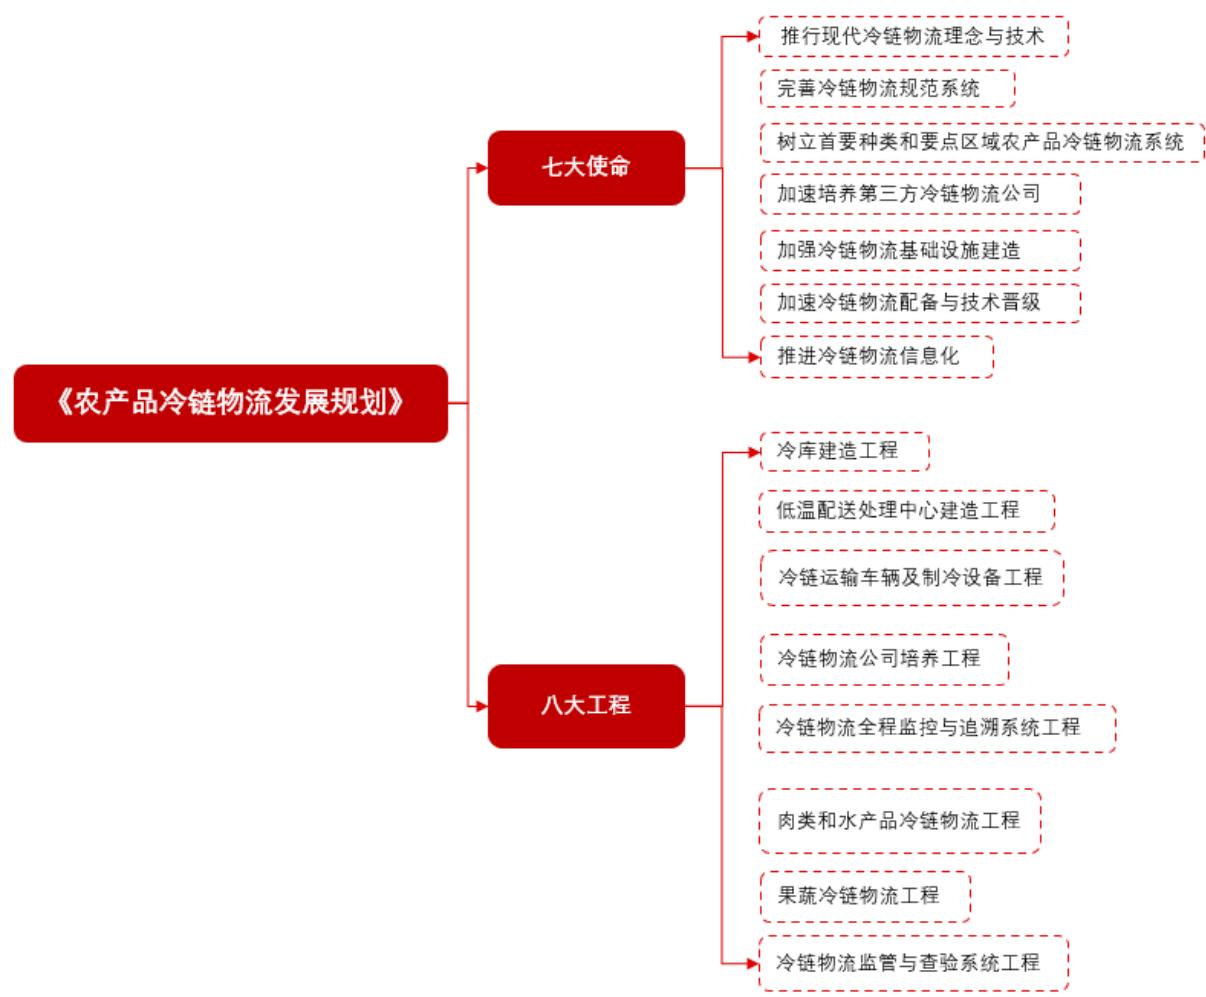 《农产品冷链物流发展规划》
七大使命
推行现代冷链物流理念与技术
完善冷链物流规范系统
树立首要种类和要点区域农产品冷链物流系统
加速培养第三方冷链物流公司
加强冷链物流基础设施建造
加速冷链物流配备与技术晋级
推进冷链物流信息化
八大工程
冷库建造工程
低温配送处理中心建造工程
冷链运输车辆及制冷设备工程
冷链物流公司培养工程
冷链物流全程监控与追溯系统工程
肉类和水产品冷链物流工程
果蔬冷链物流工程
冷链物流监管与查验系统工程